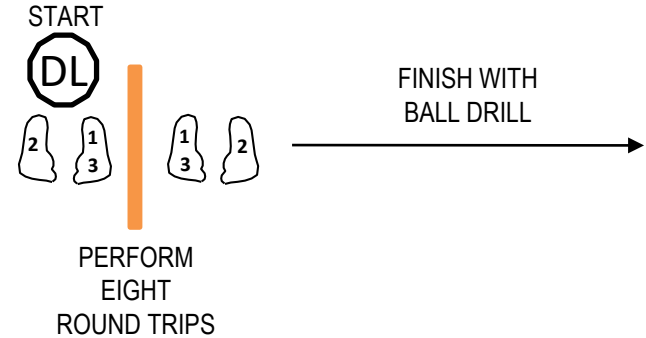 START
DL
FINISH WITH
BALL DRILL
2 1 1 2
3 3
PERFORM
EIGHT
ROUND TRIPS